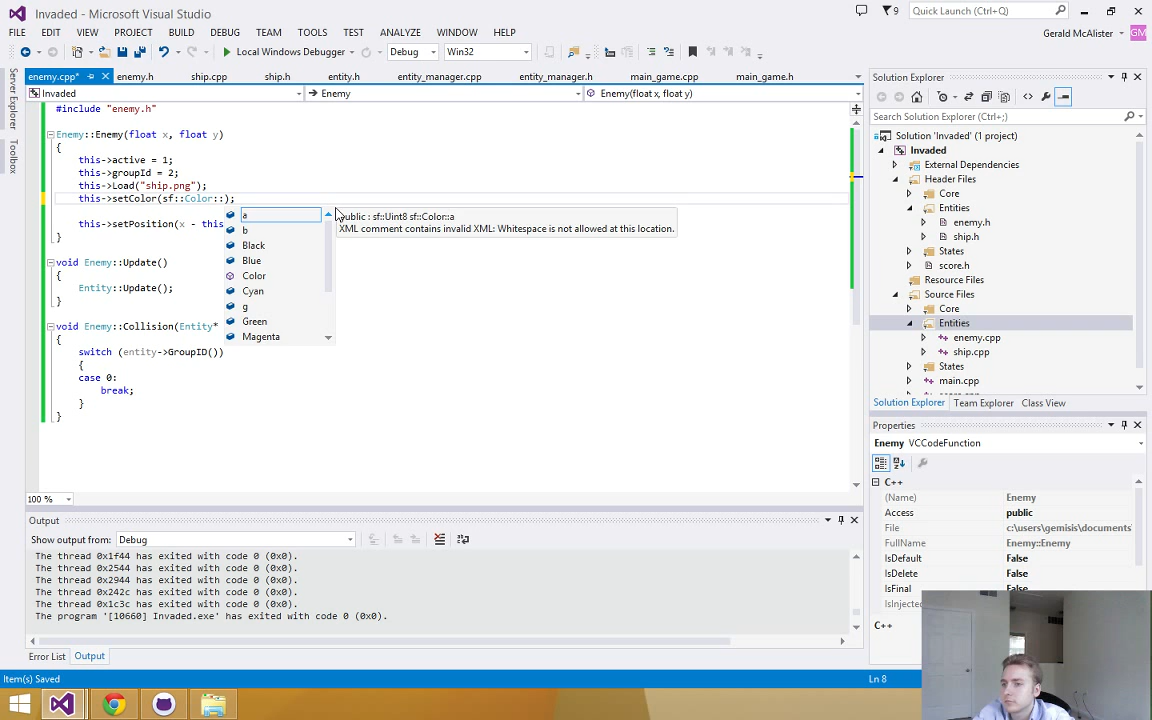 Invaded - Microsoft Visual Studio
9
Quick Launch (Ctrl+Q)
FILE EDIT VIEW PROJECT BUILD DEBUG TEAM TOOLS TEST ANALYZE WINDOW HELP
Gerald McAlister GM
Local Windows Debugger Debug Win32
enemy.cpp* enemy.h ship.cpp ship.h entity.h entity_manager.cpp entity_manager.h main_game.cpp main_game.h
Invaded Enemy Enemy(float x, float y)
#include "enemy.h"
Enemy::Enemy(float x, float y)
{
this->active = 1;
this->groupId = 2;
this->Load("ship.png");
this->setColor(sf::Color::);
this->setPosition(x - this
}
void Enemy::Update()
{
Entity::Update();
}
void Enemy::Collision(Entity*
{
switch (entity->GroupID())
{
case 0:
break;
}
}
a
b
Black
Blue
Color
Cyan
g
Green
Magenta
public : sf::Uint8 sf::Color::a
XML comment contains invalid XML: Whitespace is not allowed at this location.
100 %
Output
Show output from: Debug
The thread 0x1f44 has exited with code 0 (0x0).
The thread 0x2544 has exited with code 0 (0x0).
The thread 0x2944 has exited with code 0 (0x0).
The thread 0x242c has exited with code 0 (0x0).
The thread 0x1c3c has exited with code 0 (0x0).
The program '[10660] Invaded.exe' has exited with code 0 (0x0).
Error List Output
Item(s) Saved
Ln 8
Server Explorer
Toolbox
Solution Explorer
Search Solution Explorer (Ctrl+;)
Solution 'Invaded' (1 project)
Invaded
External Dependencies
Header Files
Core
Entities
enemy.h
ship.h
States
score.h
Resource Files
Source Files
Core
Entities
enemy.cpp
ship.cpp
States
main.cpp
Solution Explorer Team Explorer Class View
Properties
Enemy VCCodeFunction
C++
(Name) Enemy
Access public
File c:\users\gemisis\documents
FullName Enemy::Enemy
IsDefault False
IsDelete False
IsFinal False
C++